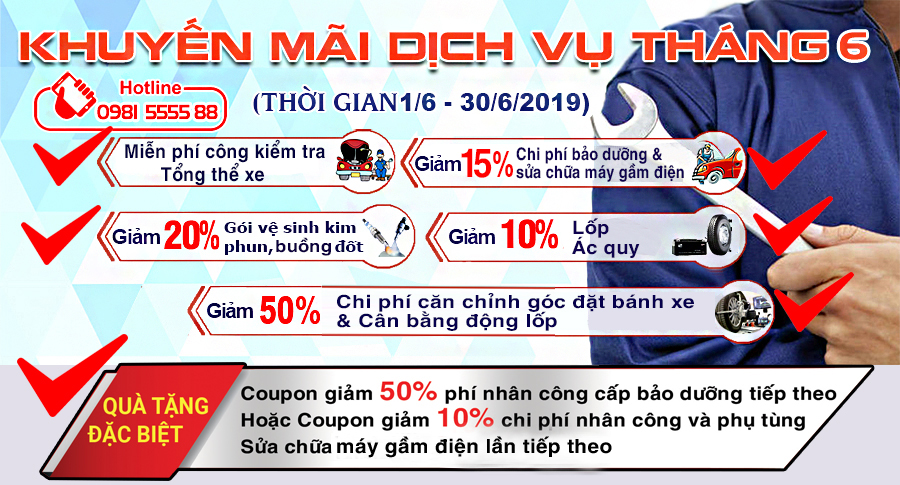 KHUYẾN MÃI DỊCH VỤ THÁNG 6
Hotline
0981 5555 88
(THỜI GIAN1/6 - 30/6/2019)
Miễn phí công kiểm tra
Tổng thể xe
Giảm 15% Chi phí bảo dưỡng &
sửa chữa máy gầm điện
Giảm 20% Gói vệ sinh kim
phun, buồng đốt
Giảm 10% Lốp
Ác quy
Giảm 50% Chi phí căn chỉnh góc đặt bánh xe
& Cân bằng động lốp
QUÀ TẶNG
ĐẶC BIỆT
Coupon giảm 50% phí nhân công cấp bảo dưỡng tiếp theo
Hoặc Coupon giảm 10% chi phí nhân công và phụ tùng
Sửa chữa máy gầm điện lần tiếp theo